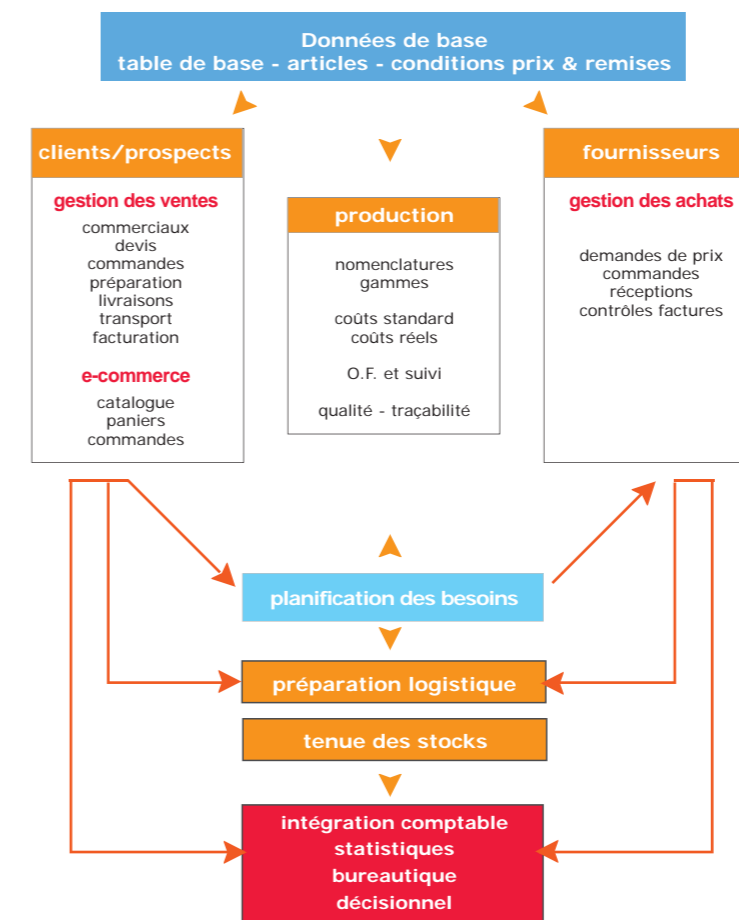 Données de base
table de base - articles - conditions prix & remises
clients/prospects
gestion des ventes
commerciaux
devis
commandes
préparation
livraisons
transport
facturation
e-commerce
catalogue
paniers
commandes
production
nomenclatures
gammes
coûts standard
coûts réels
O.F. et suivi
qualité - traçabilité
fournisseurs
gestion des achats
demandes de prix
commandes
réceptions
contrôles factures
planification des besoins
préparation logistique
tenue des stocks
intégration comptable
statistiques
bureautique
décisionnel